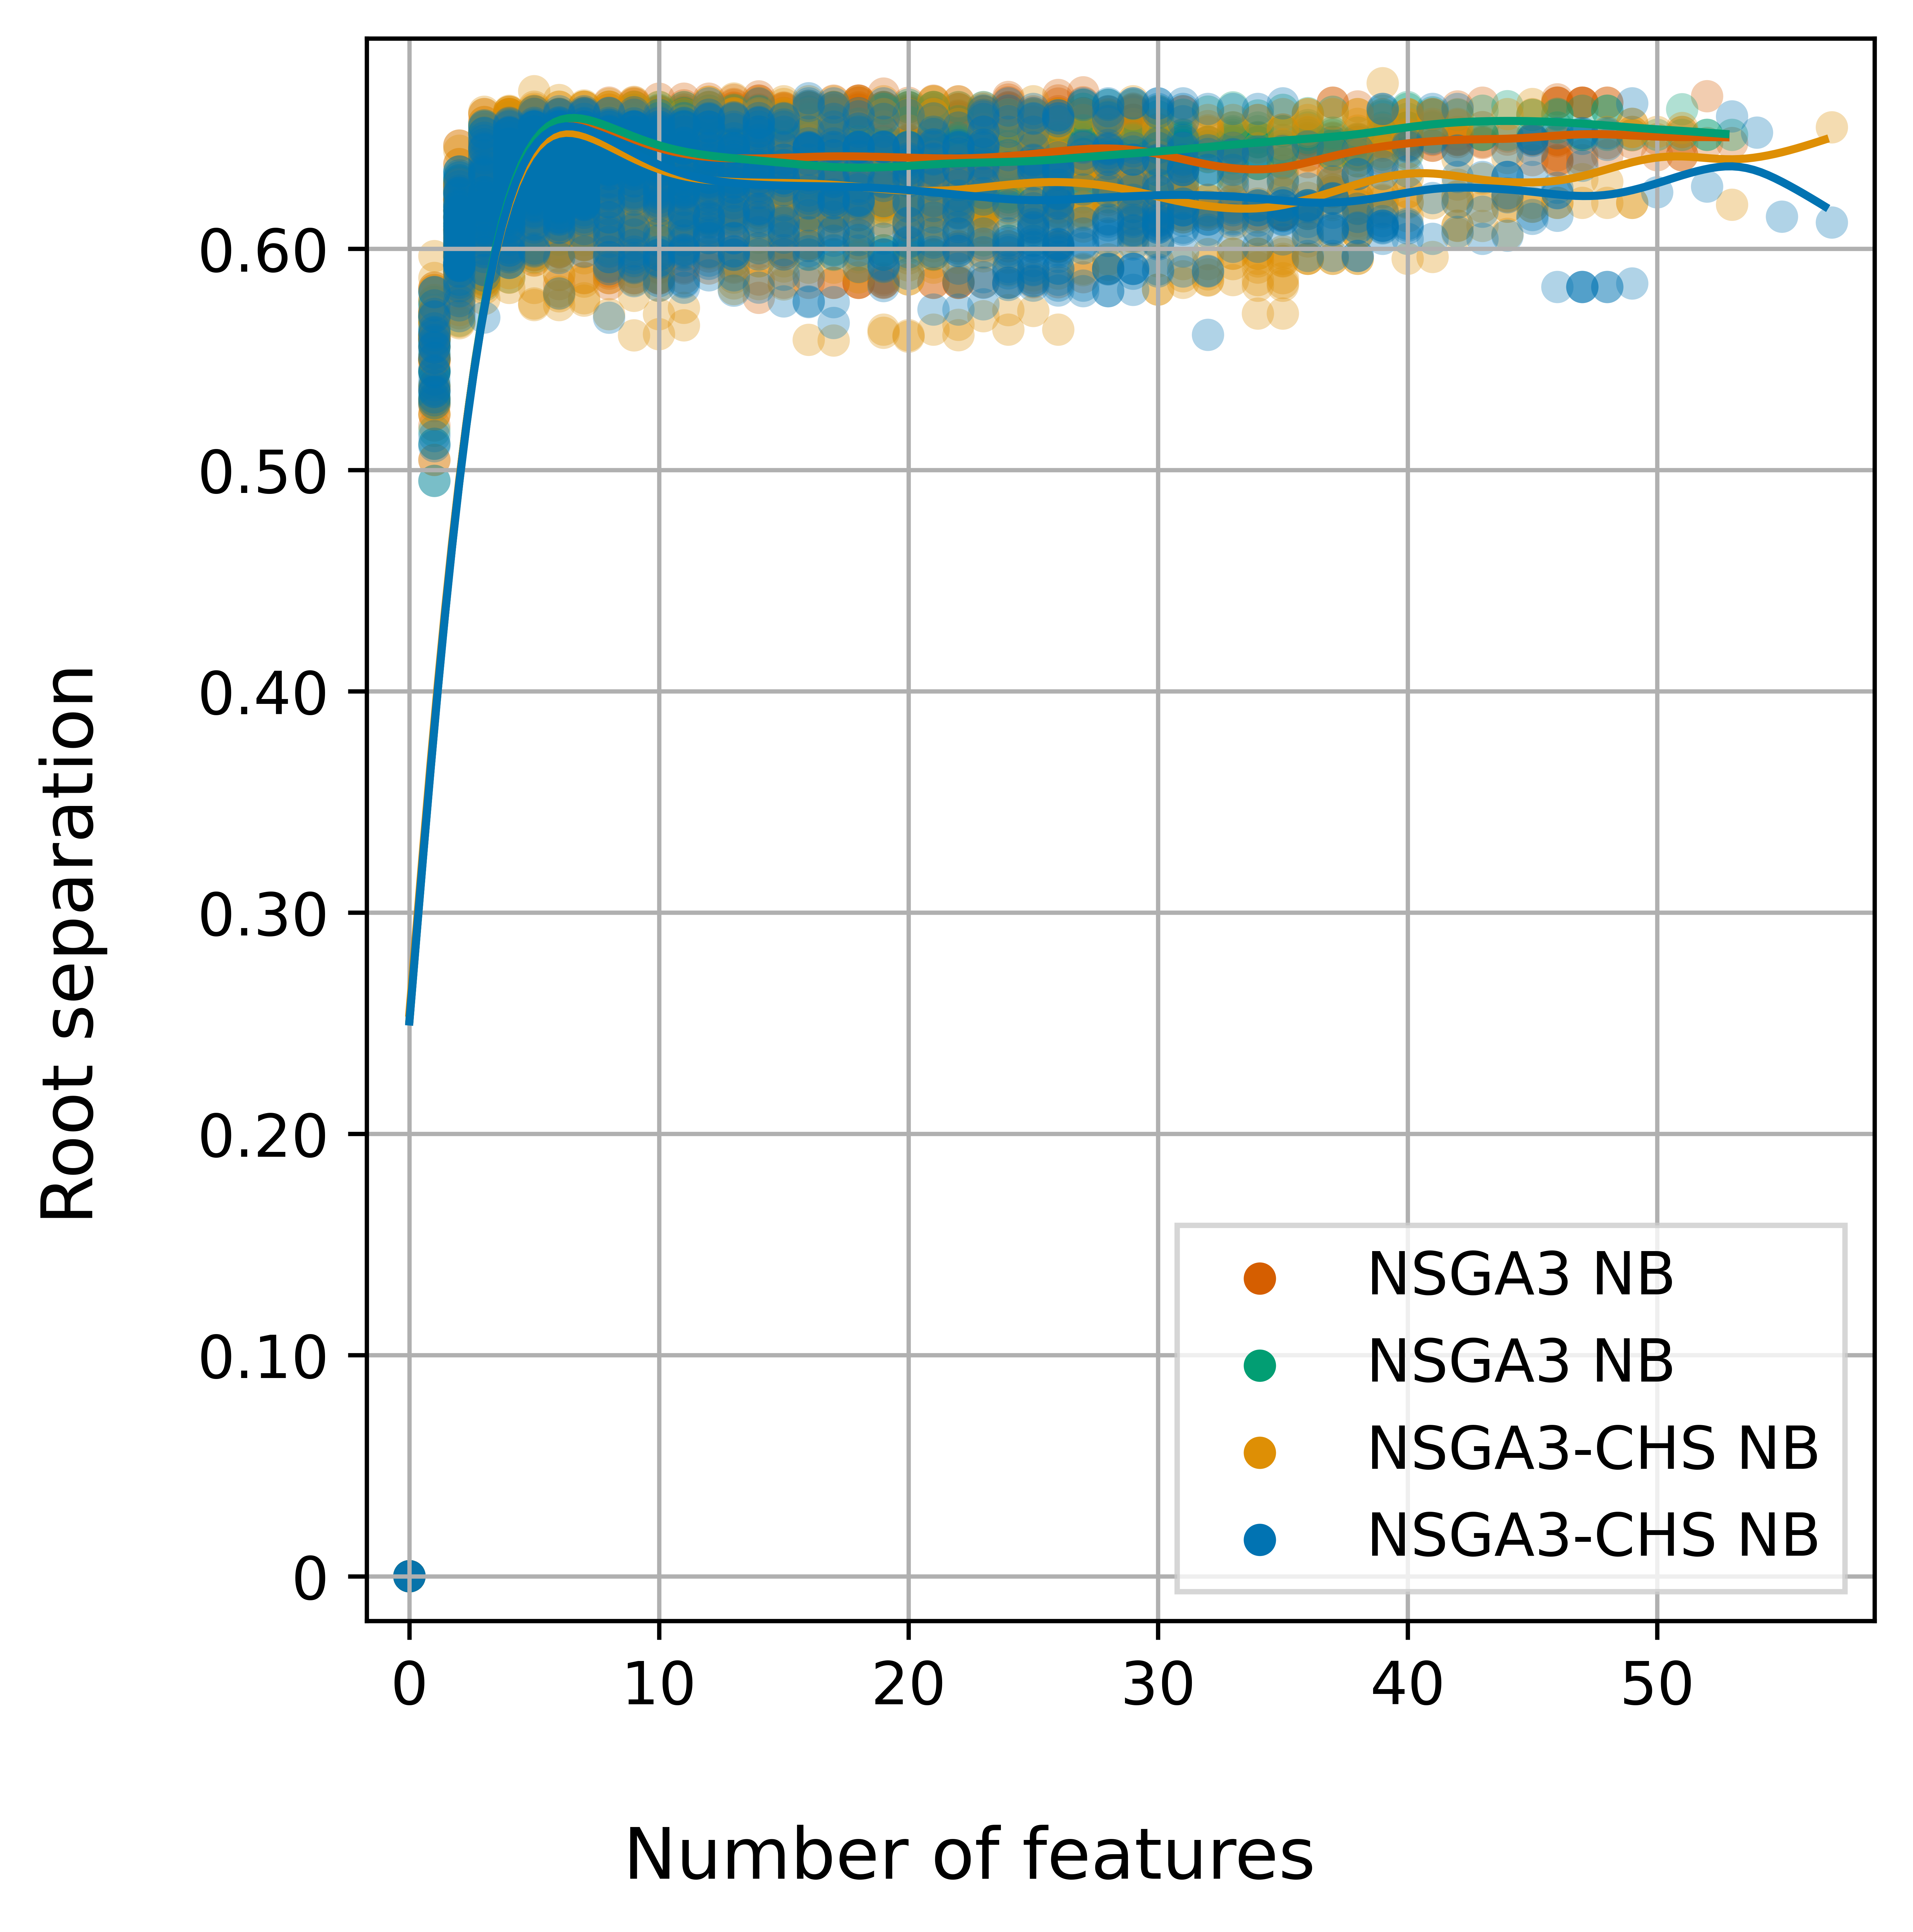 Root separation
0.60
0.50
0.40
0.30
0.20
0.10
0
0 10 20 30 40 50
Number of features
NSGA3 NB
NSGA3 NB
NSGA3-CHS NB
NSGA3-CHS NB